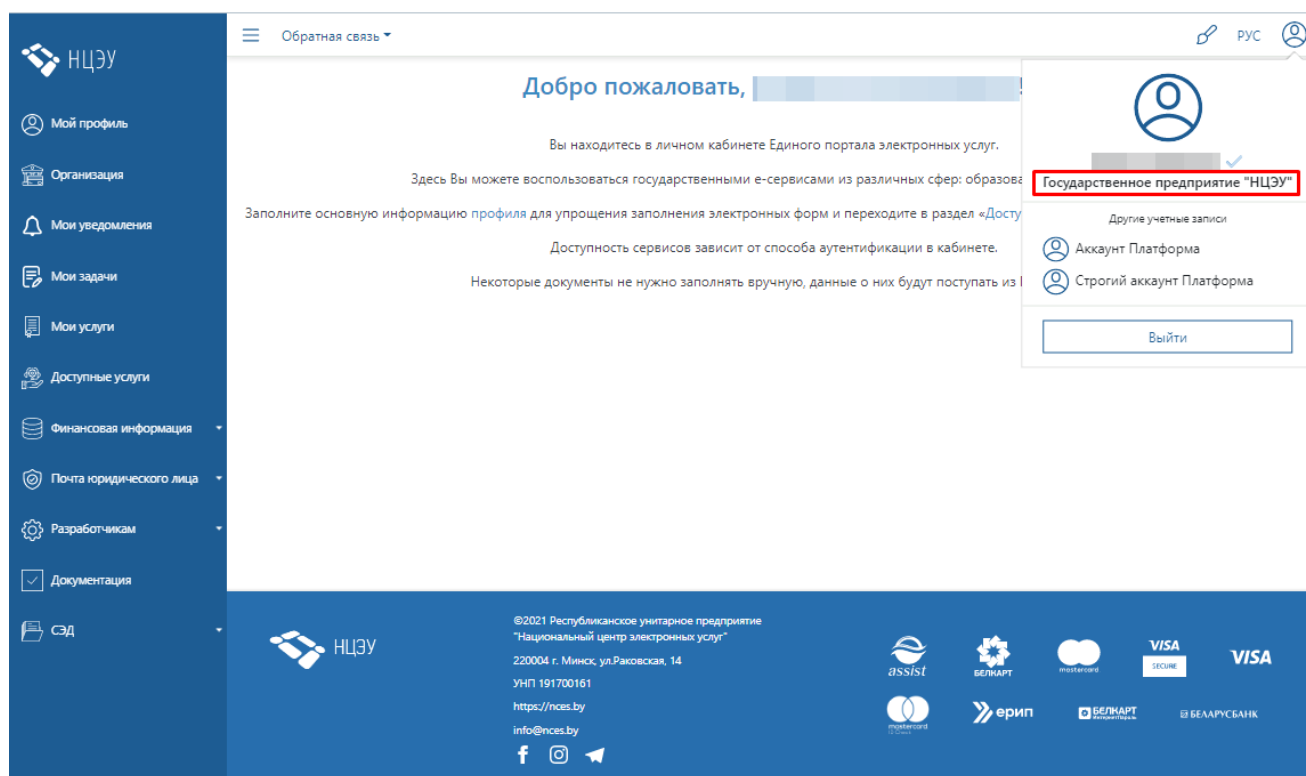 НЦЭУ
Мой профиль
Организация
Мои уведомления
Мои задачи
Мои услуги
Доступные услуги
Финансовая информация
Почта юридического лица
Разработчикам
Документация
СЭД
Обратная связь
РУС
Добро пожаловать,
Вы находитесь в личном кабинете Единого портала электронных услуг.
Здесь Вы можете воспользоваться государственными е-сервисами из различных сфер: образова
Заполните основную информацию профиля для упрощения заполнения электронных форм и переходите в раздел «Досту
Доступность сервисов зависит от способа аутентификации в кабинете.
Некоторые документы не нужно заполнять вручную, данные о них будут поступать из
Государственное предприятие "НЦЭУ"
Другие учетные записи
Аккаунт Платформа
Строгий аккаунт Платформа
Выйти
НЦЭУ
©2021 Республиканское унитарное предприятие
"Национальный центр электронных услуг"
220004 г. Минск, ул.Раковская, 14
УНП 191700161
https://nces.by
info@nces.by
assist
БЕЛКАРТ
mastercard
VISA
SECURE
VISA
mastercard
ерип
БЕЛКАРТ
ИнтернетПароль
БЕЛАРУСБАНК